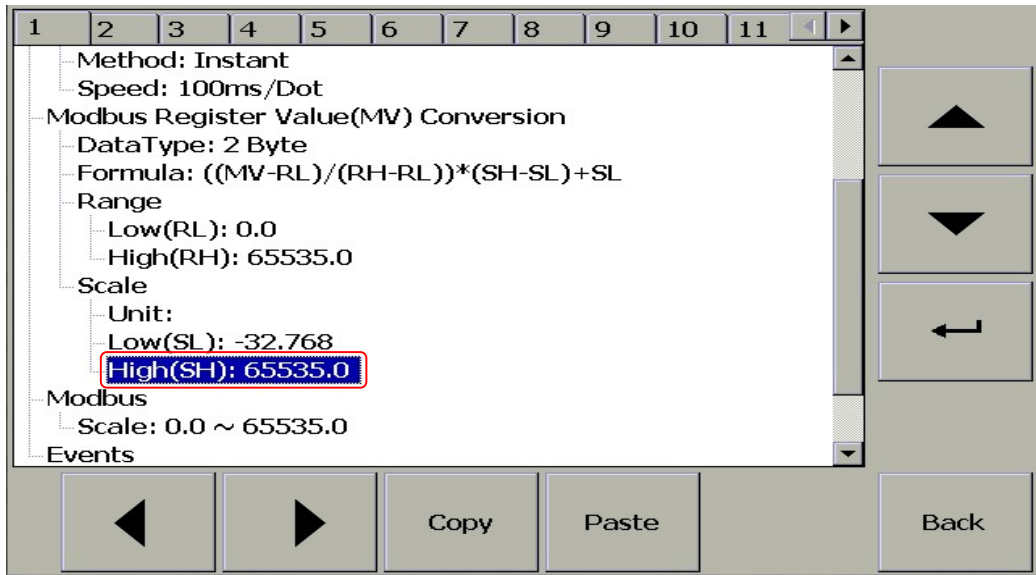 1 2 3 4 5 6 7 8 9 10 11
Method: Instant
Speed: 100ms/Dot
Modbus Register Value(MV) Conversion
DataType: 2 Byte
Formula: ((MV-RL)/(RH-RL))*(SH-SL)+SL
Range
Low(RL): 0.0
High(RH): 65535.0
Scale
Unit:
Low(SL): -32.768
High(SH): 65535.0
Modbus
Scale: 0.0 ~ 65535.0
Events
Copy Paste Back